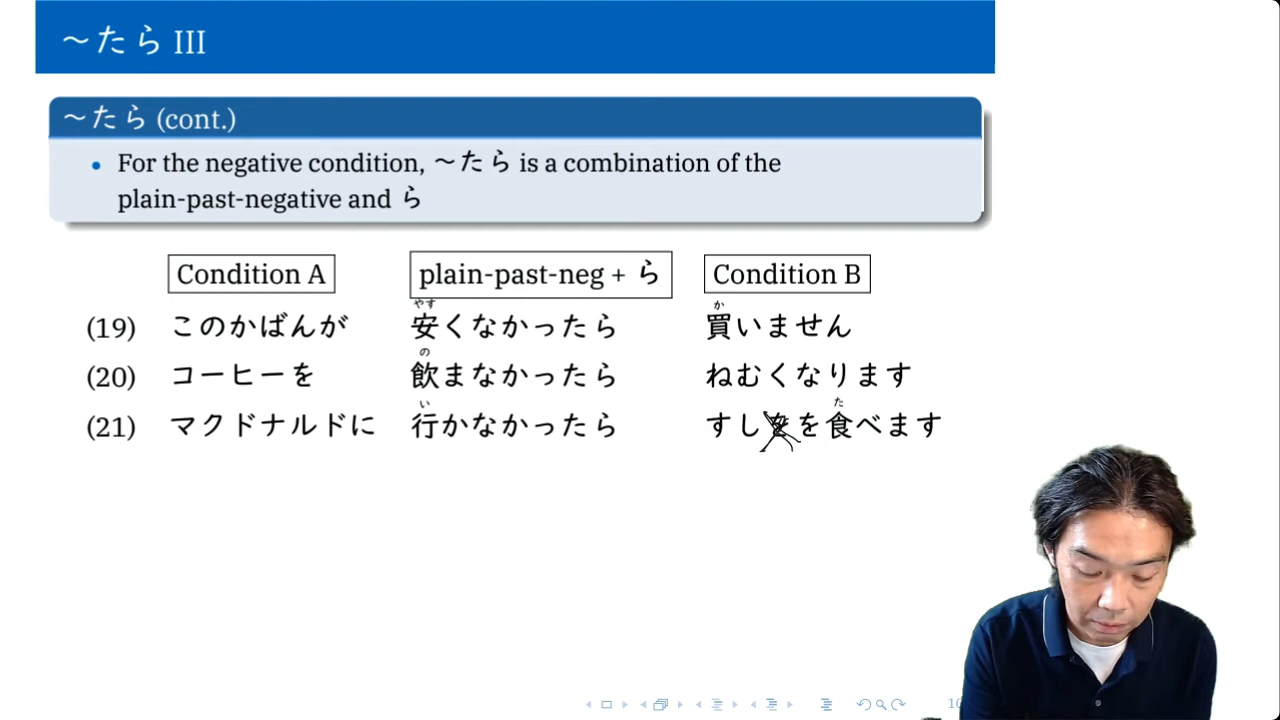 ～たら III
～たら (cont.)
• For the negative condition, ～たら is a combination of the
plain-past-negative and ら
Condition A plain-past-neg + ら Condition B
(19) このかばんが 安くなかったら 買いません
やす か
(20) コーヒーを 飲まなかったら ねむくなります
の
(21) マクドナルドに 行かなかったら すしを食べます
い た